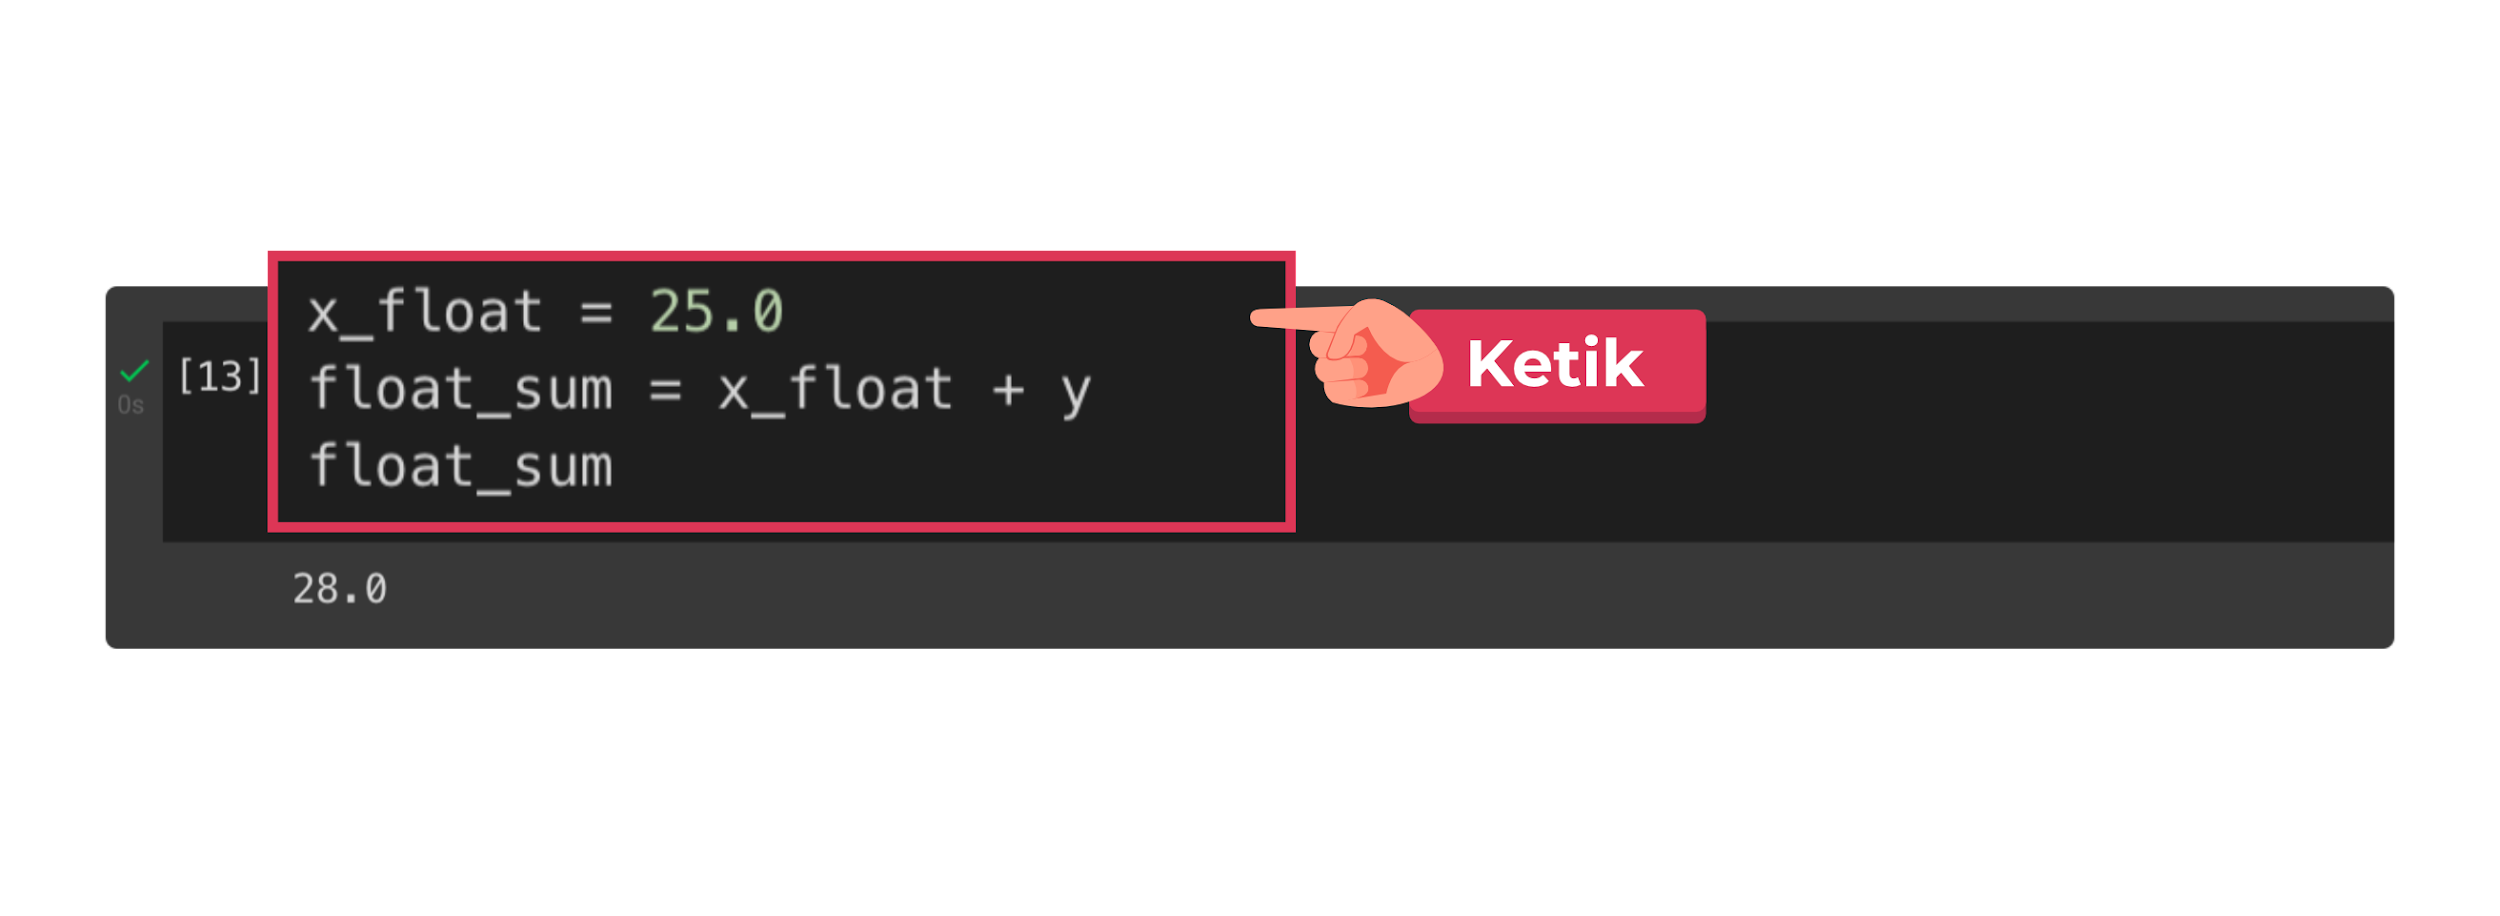 x_float = 25.0
[13]
0s
float_sum = x_float + y
float_sum
Ketik
28.0